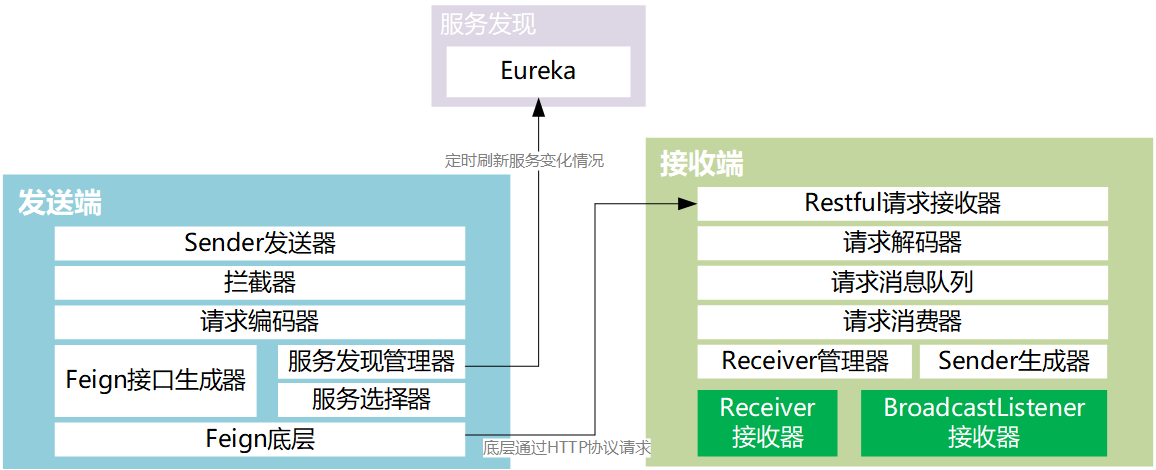 服务发现
Eureka
定时刷新服务变化情况
发送端
Sender发送器
拦截器
请求编码器
Feign接口生成器
服务发现管理器
服务选择器
Feign底层
底层通过HTTP协议请求
接收端
Restful请求接收器
请求解码器
请求消息队列
请求消费器
Receiver管理器
Sender生成器
Receiver
接收器
BroadcastListener
接收器